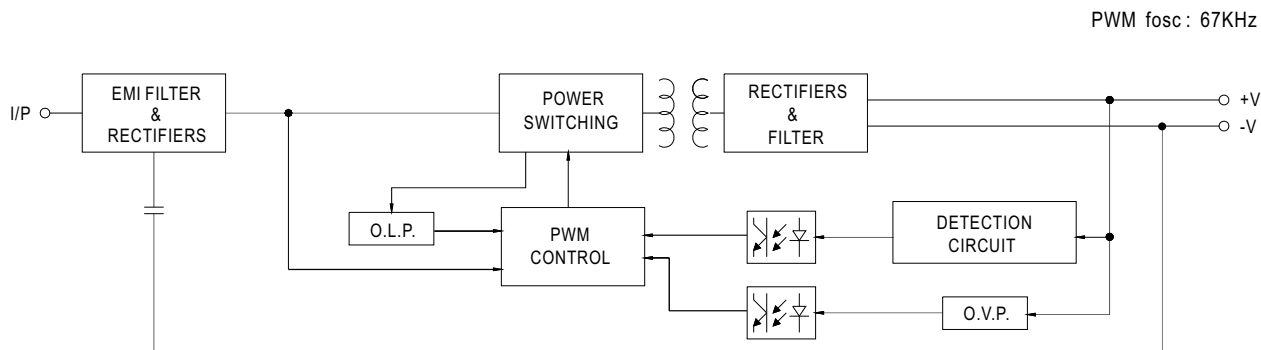 PWM fosc : 67KHz
I/P
EMI FILTER
&
RECTIFIERS
POWER
SWITCHING
RECTIFIERS
&
FILTER
+V
-V
O.L.P.
PWM
CONTROL
DETECTION
CIRCUIT
O.V.P.